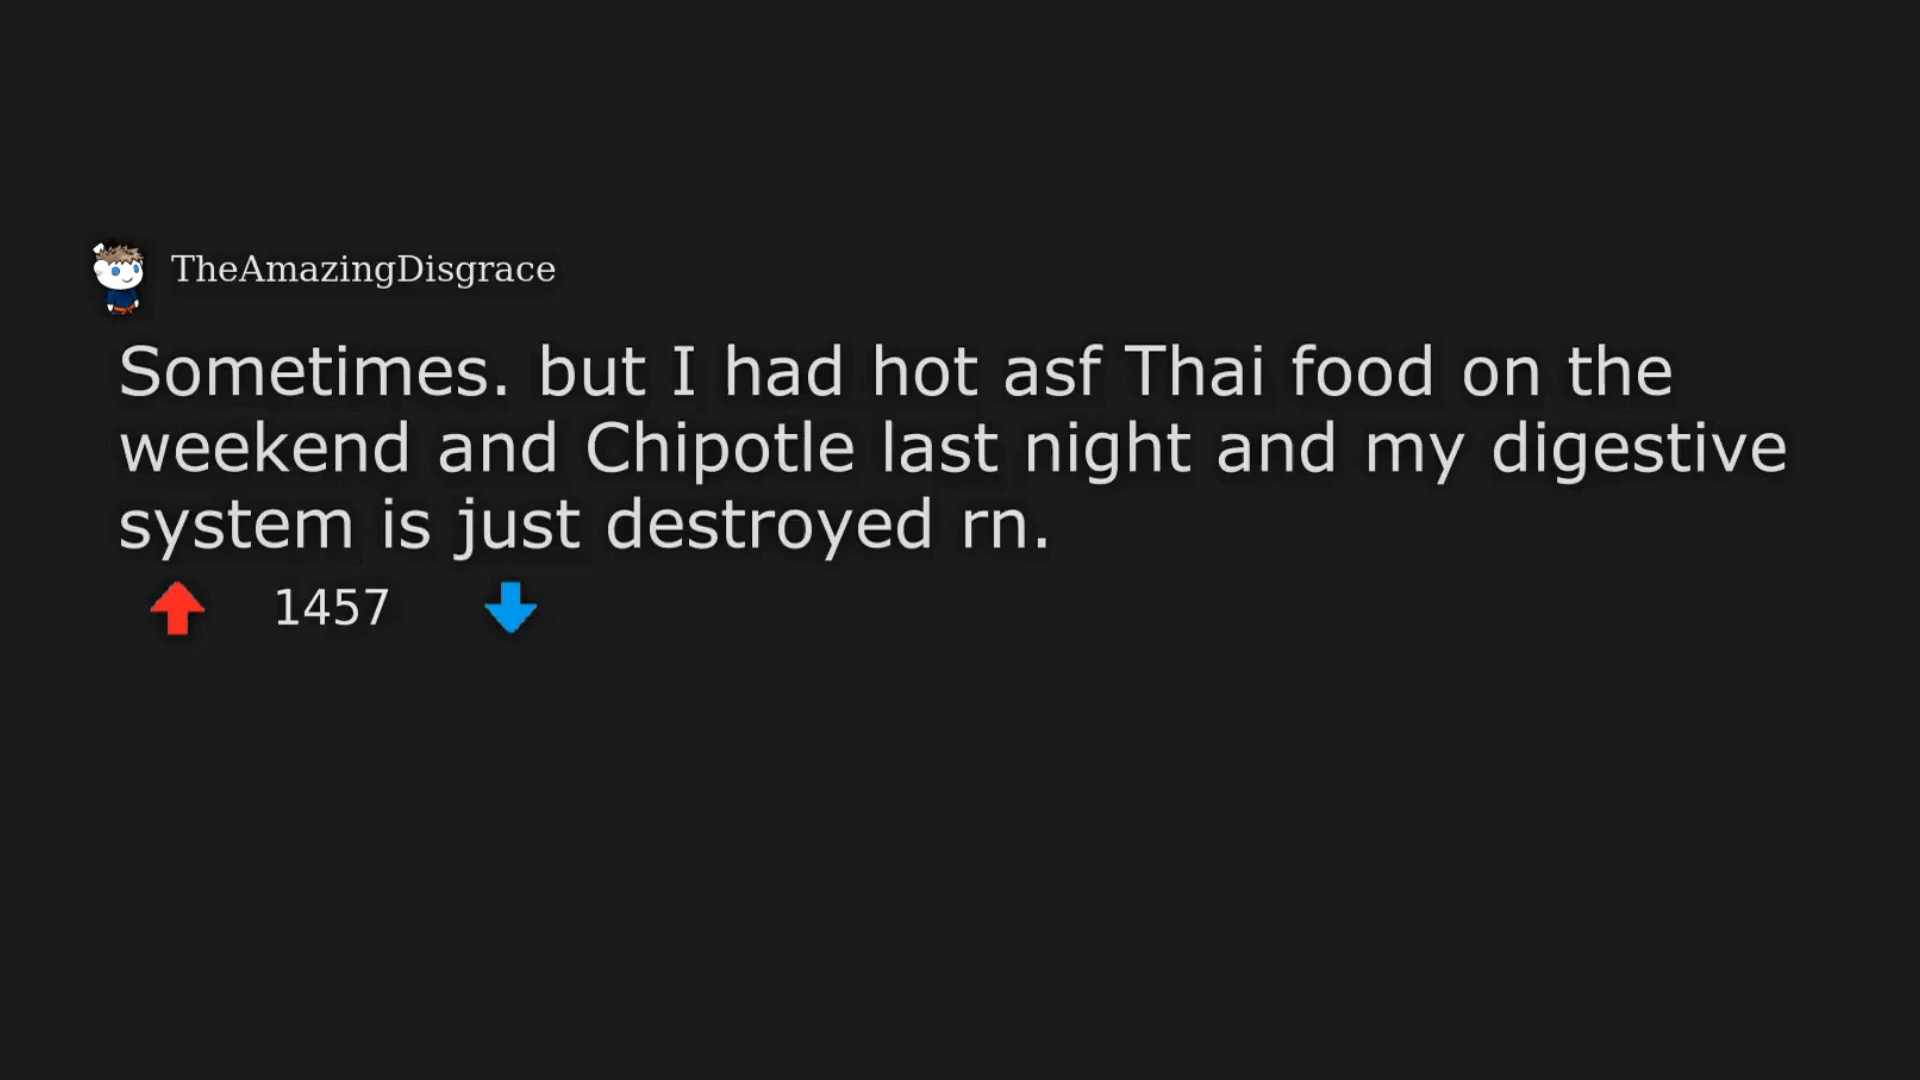 TheAmazingDisgrace
Sometimes. but I had hot asf Thai food on the
weekend and Chipotle last night and my digestive
system is just destroyed rn.
1457